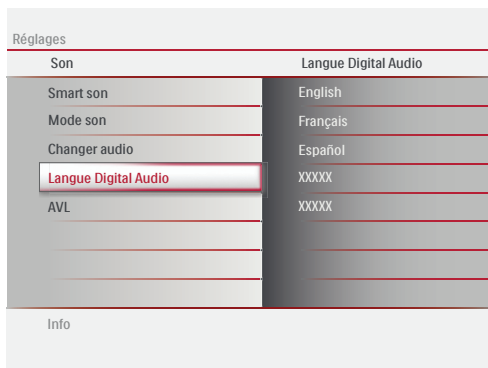 Réglages
Son Langue Digital Audio
Smart son English
Mode son Français
Changer audio Español
Langue Digital Audio XXXXX
AVL XXXXX
Info